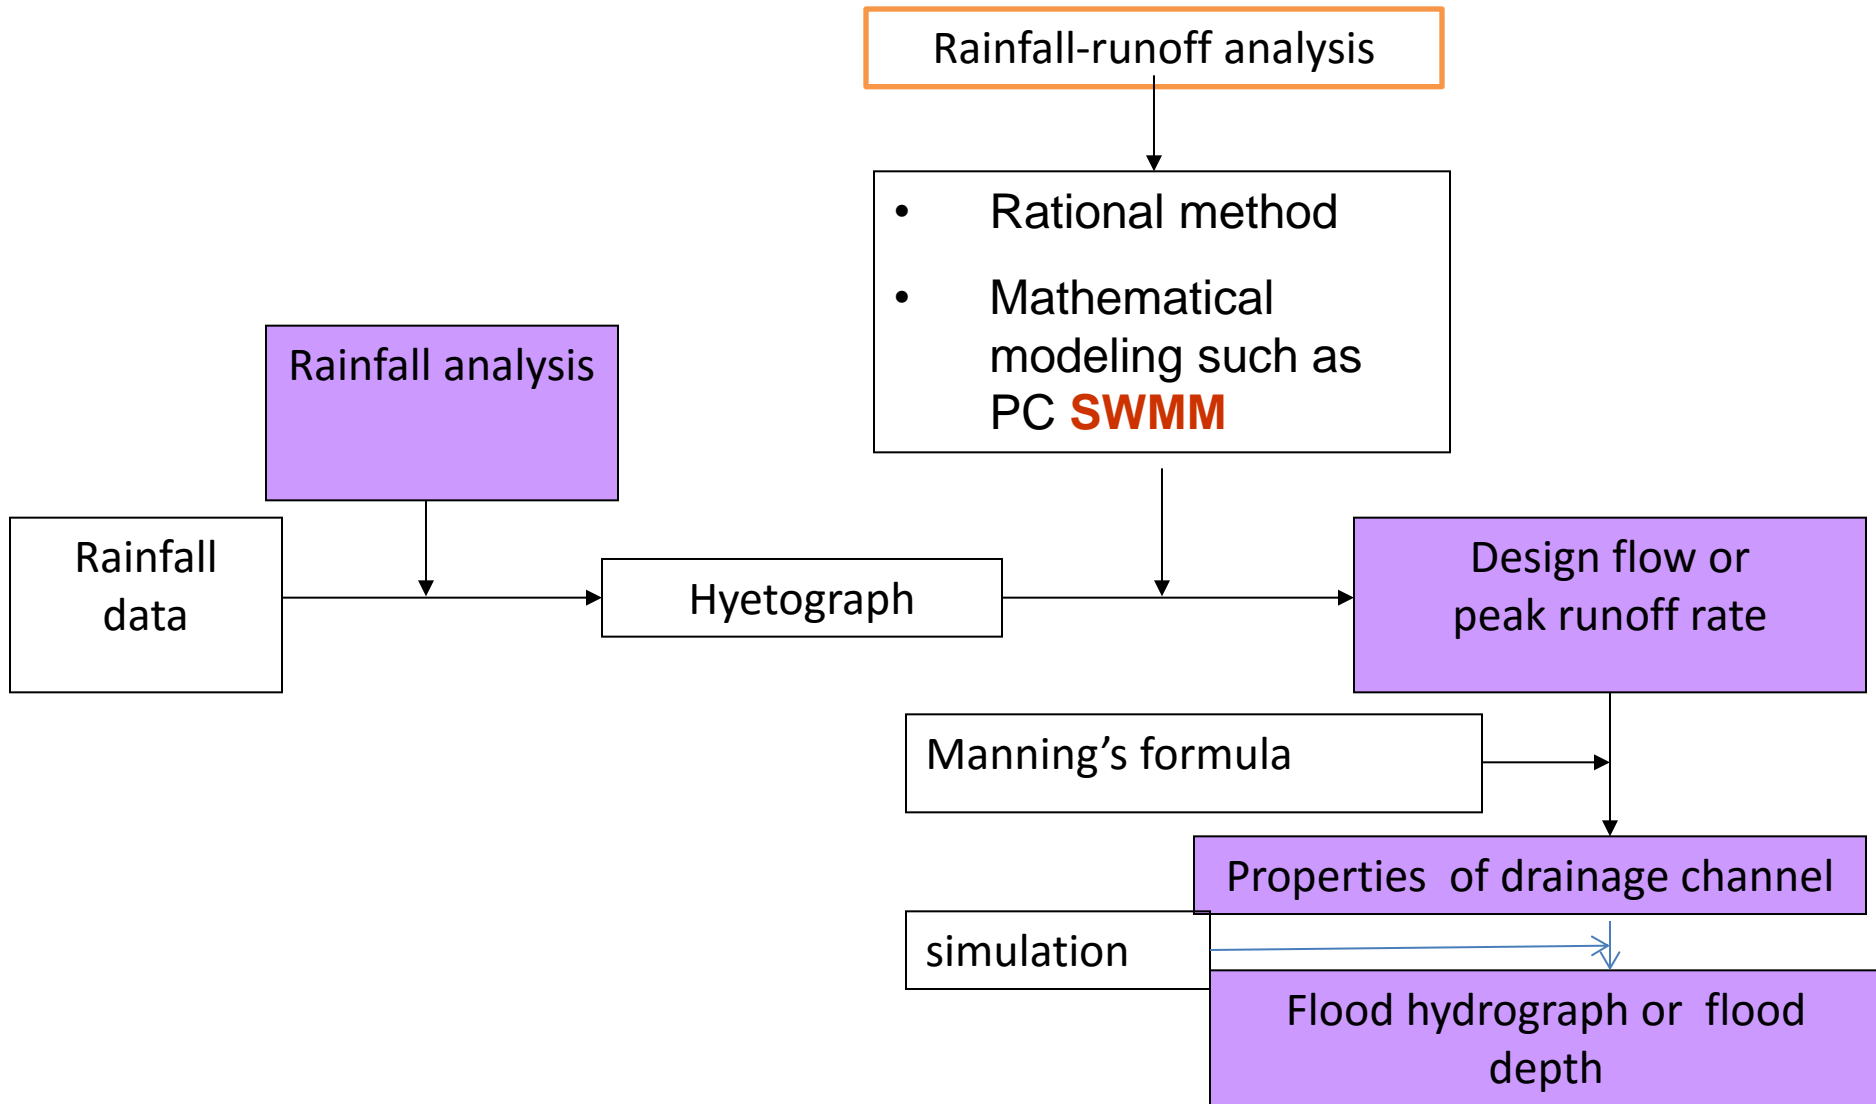 Rainfall-runoff analysis
• Rational method
• Mathematical
modeling such as
PC SWMM
Rainfall analysis
Rainfall
data
Hyetograph
Design flow or
peak runoff rate
Manning’s formula
Properties  of drainage channel
simulation
Flood hydrograph or  flood
depth